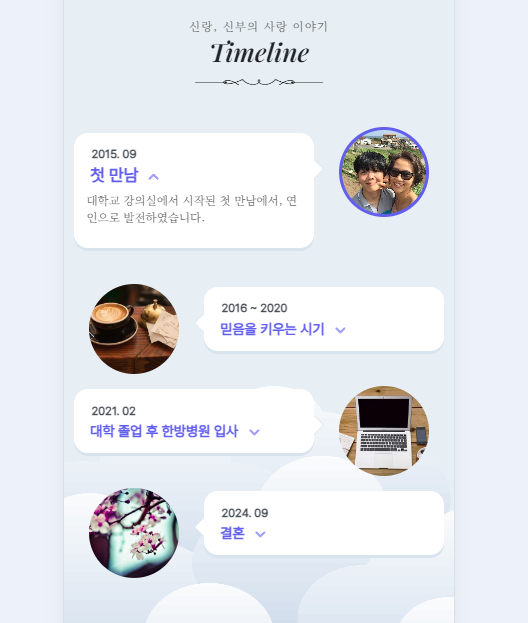 신랑, 신부의 사랑 이야기
Timeline
2015. 09
첫 만남
대학교 강의실에서 시작된 첫 만남에서, 연
인으로 발전하였습니다.
2016 ~ 2020
믿음을 키우는 시기
2021. 02
대학 졸업 후 한방병원 입사
2024. 09
결혼